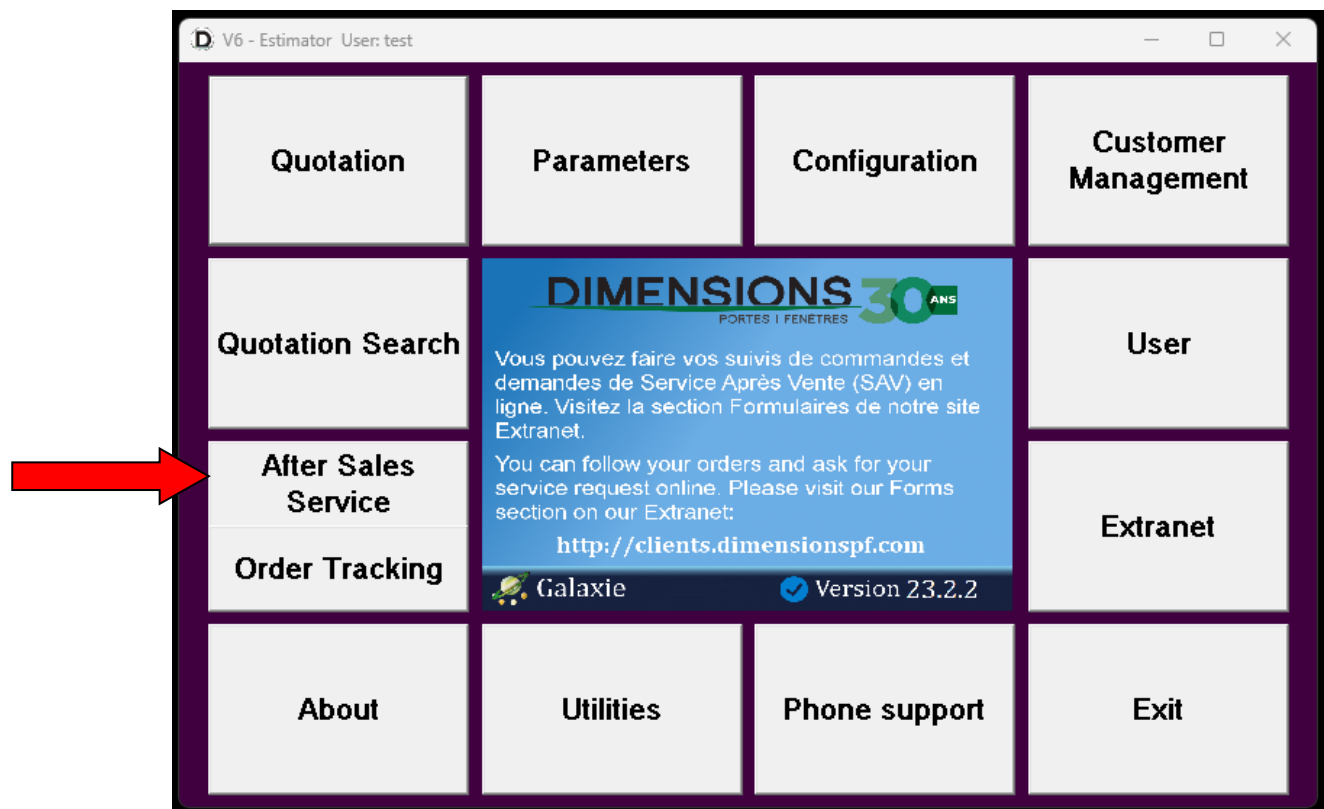 V6 - Estimator User: test
Quotation
Parameters
Configuration
Customer
Management
Quotation Search
DIMENSIONS 30 ANS
PORTES | FENÊTRES
Vous pouvez faire vos suivis de commandes et
demandes de Service Après Vente (SAV) en
ligne. Visitez la section Formulaires de notre site
Extranet.
You can follow your orders and ask for your
service request online. Please visit our Forms
section on our Extranet:
http://clients.dimensionspf.com
Galaxie
Version 23.2.2
User
After Sales
Service
Order Tracking
Extranet
About
Utilities
Phone support
Exit